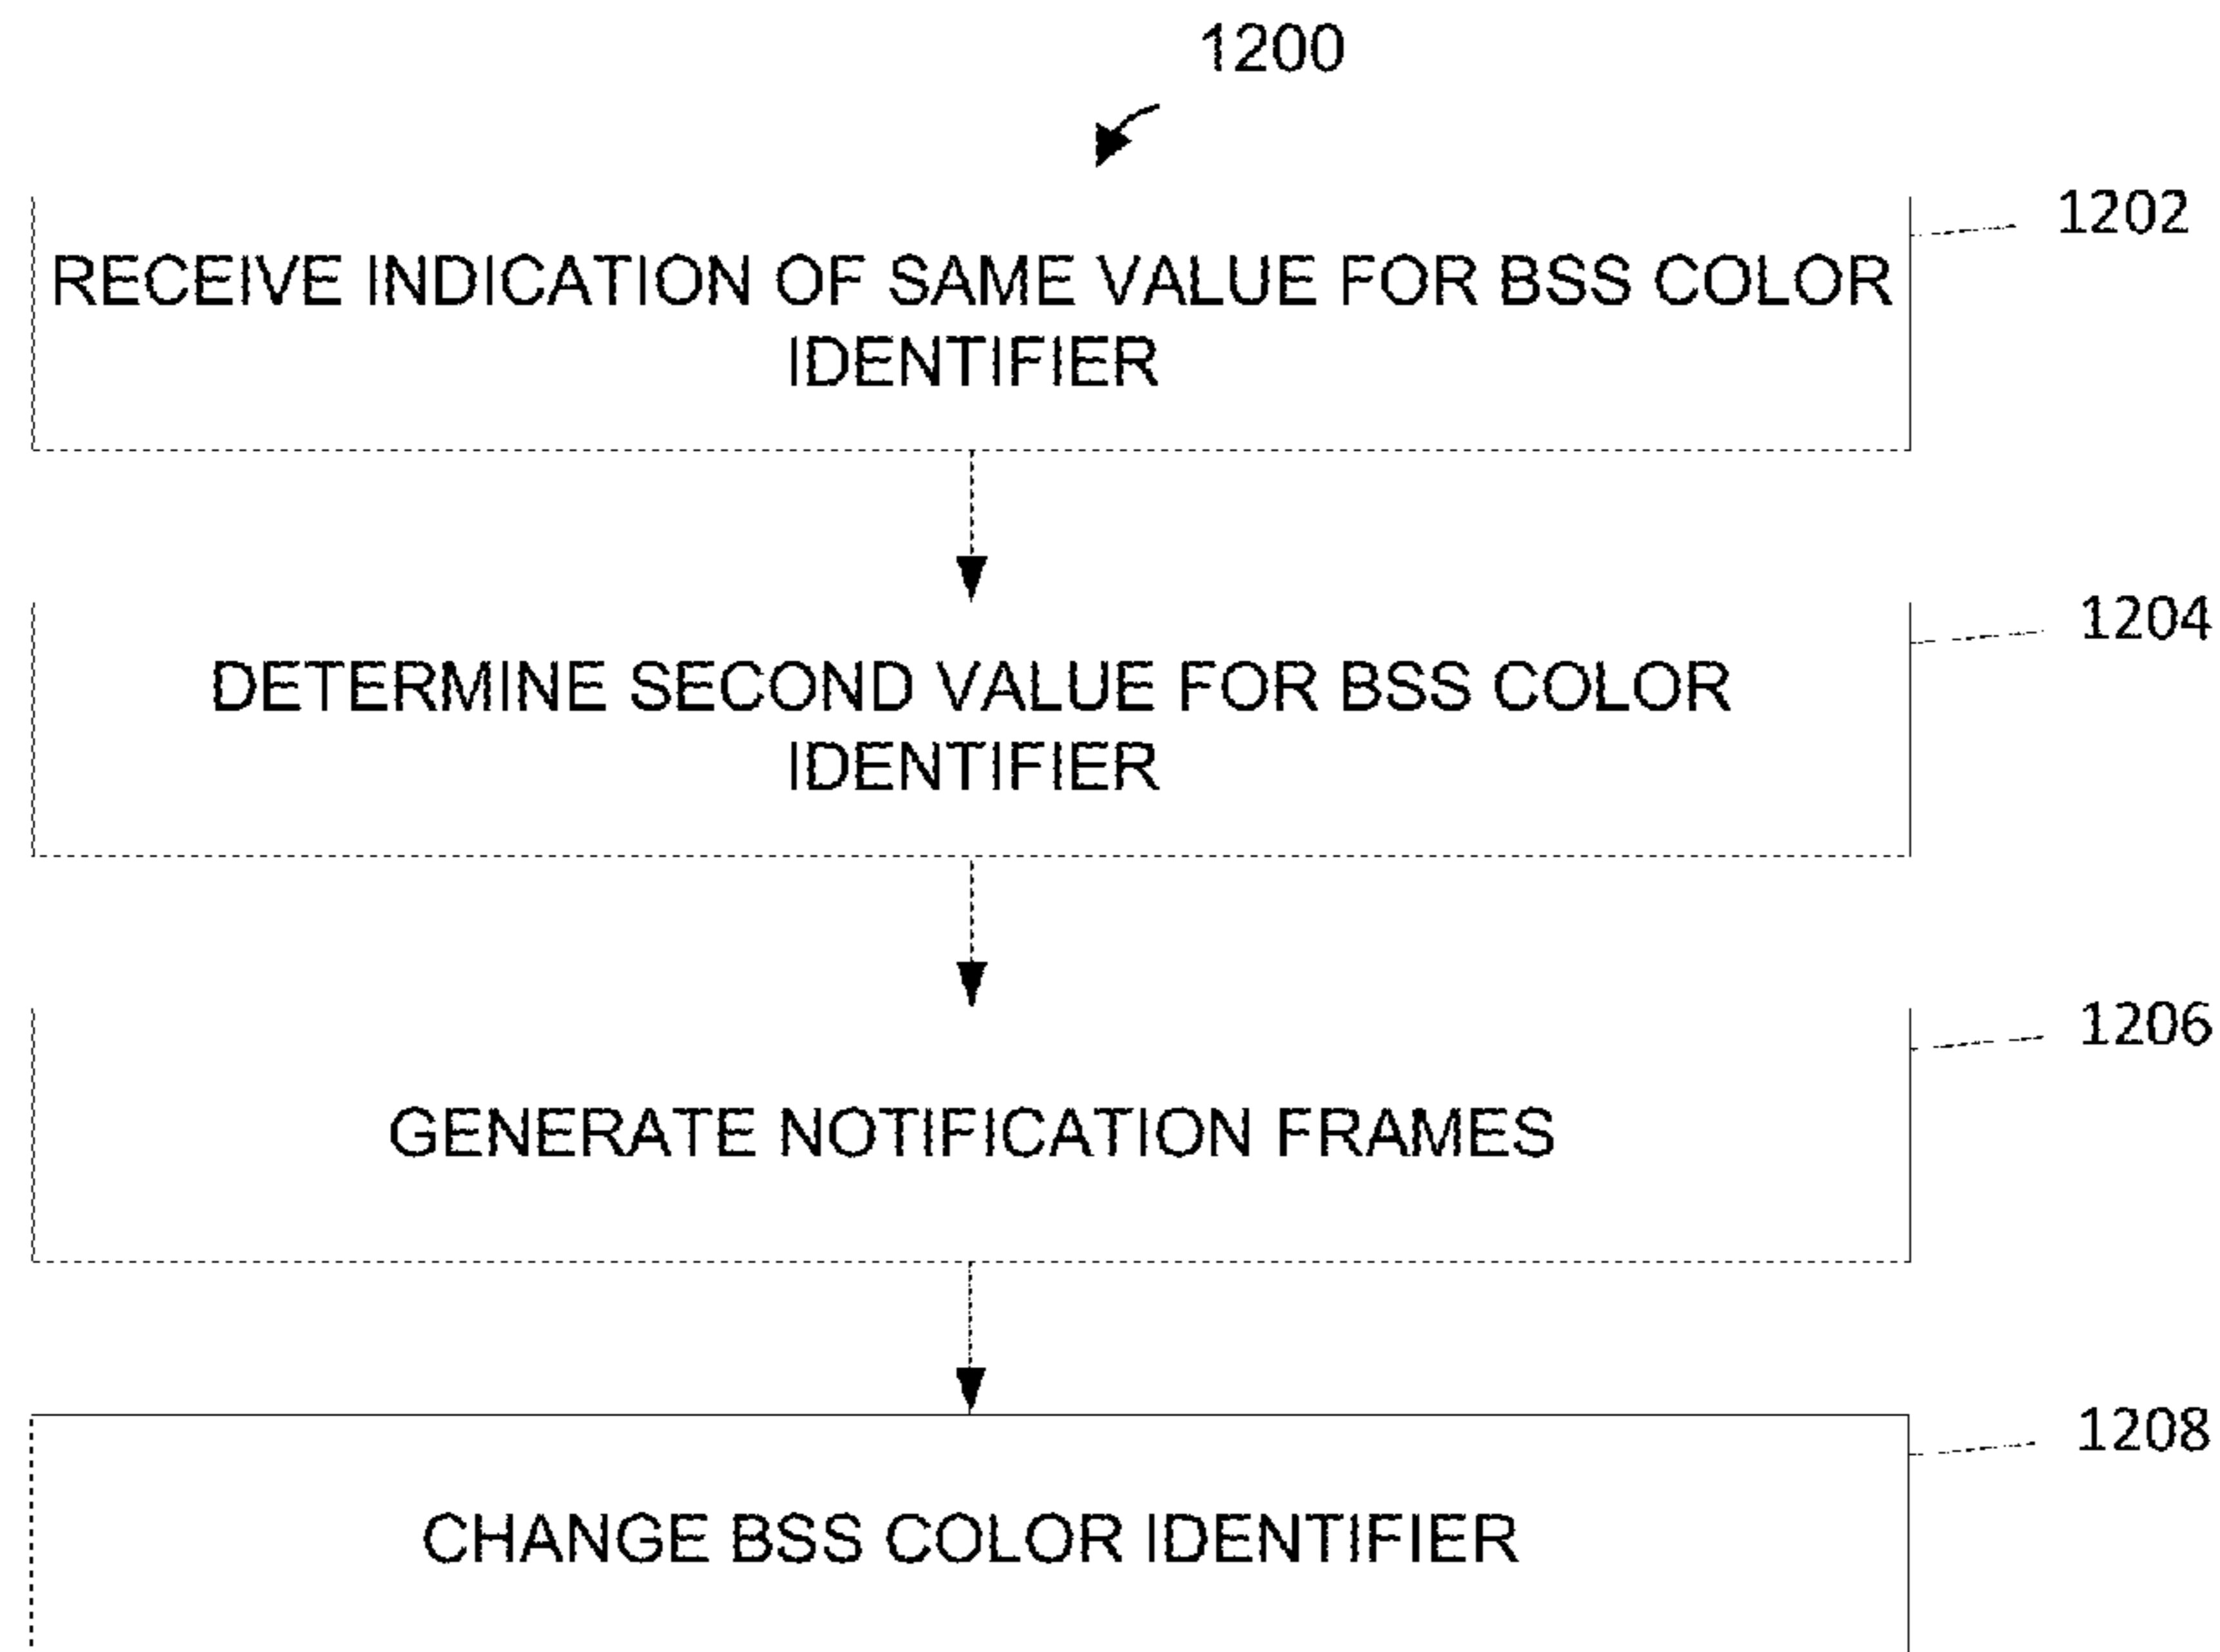 1200
1202
RECEIVE INDICATION OF SAME VALUE FOR BSS COLOR
IDENTIFIER
1204
DETERMINE SECOND VALUE FOR BSS COLOR
IDENTIFIER
1206
GENERATE NOTIFICATION FRAMES
1208
CHANGE BSS COLOR IDENTIFIER